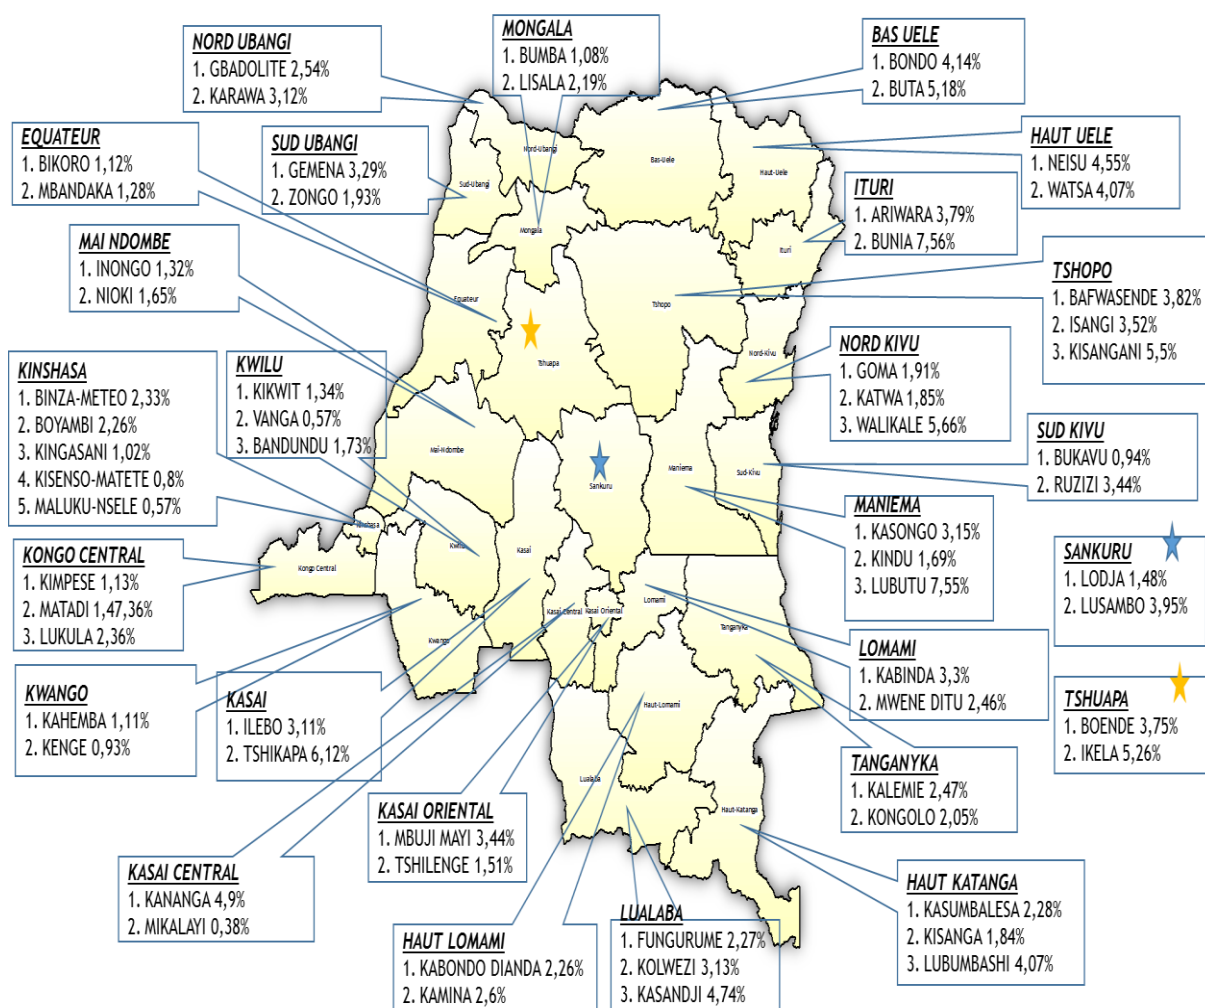 NORD UBANGI
1. GBADOLITE 2,54%
2. KARAWA 3,12%
MONGALA
1. BUMBA 1,08%
2. LISALA 2,19%
BAS UELE
1. BONDO 4,14%
2. BUTA 5,18%
EQUATEUR
1. BIKORO 1,12%
2. MBANDAKA 1,28%
SUD UBANGI
1. GEMENA 3,29%
2. ZONGO 1,93%
HAUT UELE
1. NEISU 4,55%
2. WATSA 4,07%
ITURI
1. ARIWARA 3,79%
2. BUNIA 7,56%
MAI NDOMBE
1. INONGO 1,32%
2. NIOKI 1,65%
TSHOPO
1. BAFWASENDE 3,82%
2. ISANGI 3,52%
3. KISANGANI 5,5%
KINSHASA
1. BINZA-METEO 2,33%
2. BOYAMBI 2,26%
3. KINGASANI 1,02%
4. KISENSO-MATETE 0,8%
5. MALUKU-NSELE 0,57%
KWILU
1. KIKWIT 1,34%
2. VANGA 0,57%
3. BANDUNDU 1,73%
NORD KIVU
1. GOMA 1,91%
2. KATWA 1,85%
3. WALIKALE 5,66%
SUD KIVU
1. BUKAVU 0,94%
2. RUZIZI 3,44%
MANIEMA
1. KASONGO 3,15%
2. KINDU 1,69%
3. LUBUTU 7,55%
SANKURU
1. LODJA 1,48%
2. LUSAMBO 3,95%
KONGO CENTRAL
1. KIMPESE 1,13%
2. MATADI 1,47,36%
3. LUKULA 2,36%
LOMAMI
1. KABINDA 3,3%
2. MWENE DITU 2,46%
TSHUAPA
1. BOENDE 3,75%
2. IKELA 5,26%
KWANGO
1. KAHEMBA 1,11%
2. KENGE 0,93%
KASAI
1. ILEBO 3,11%
2. TSHIKAPA 6,12%
TANGANYKA
1. KALEMIE 2,47%
2. KONGOLO 2,05%
KASAI ORIENTAL
1. MBUJI MAYI 3,44%
2. TSHILENGE 1,51%
KASAI CENTRAL
1. KANANGA 4,9%
2. MIKALAYI 0,38%
HAUT KATANGA
1. KASUMBALESA 2,28%
2. KISANGA 1,84%
3. LUBUMBASHI 4,07%
HAUT LOMAMI
1. KABONDO DIANDA 2,26%
2. KAMINA 2,6%
LUALABA
1. FUNGURUME 2,27%
2. KOLWEZI 3,13%
3. KASANDJI 4,74%
Nord-Ubangi
Sud-Ubangi
Bas-Uele
Haut-Uele
Mongala
Ituri
Equateur
Tshopo
Tshuapa
Nord-Kivu
Mai-Ndombe
Sankuru
Maniema
Sud-Kivu
Kinshasa
Kongo Central
Kwilu
Kasai
Kwango
Kasai Central
Kasai Oriental
Lomami
Tanganyka
Haut-Lomami
Lualaba
Haut-Katanga